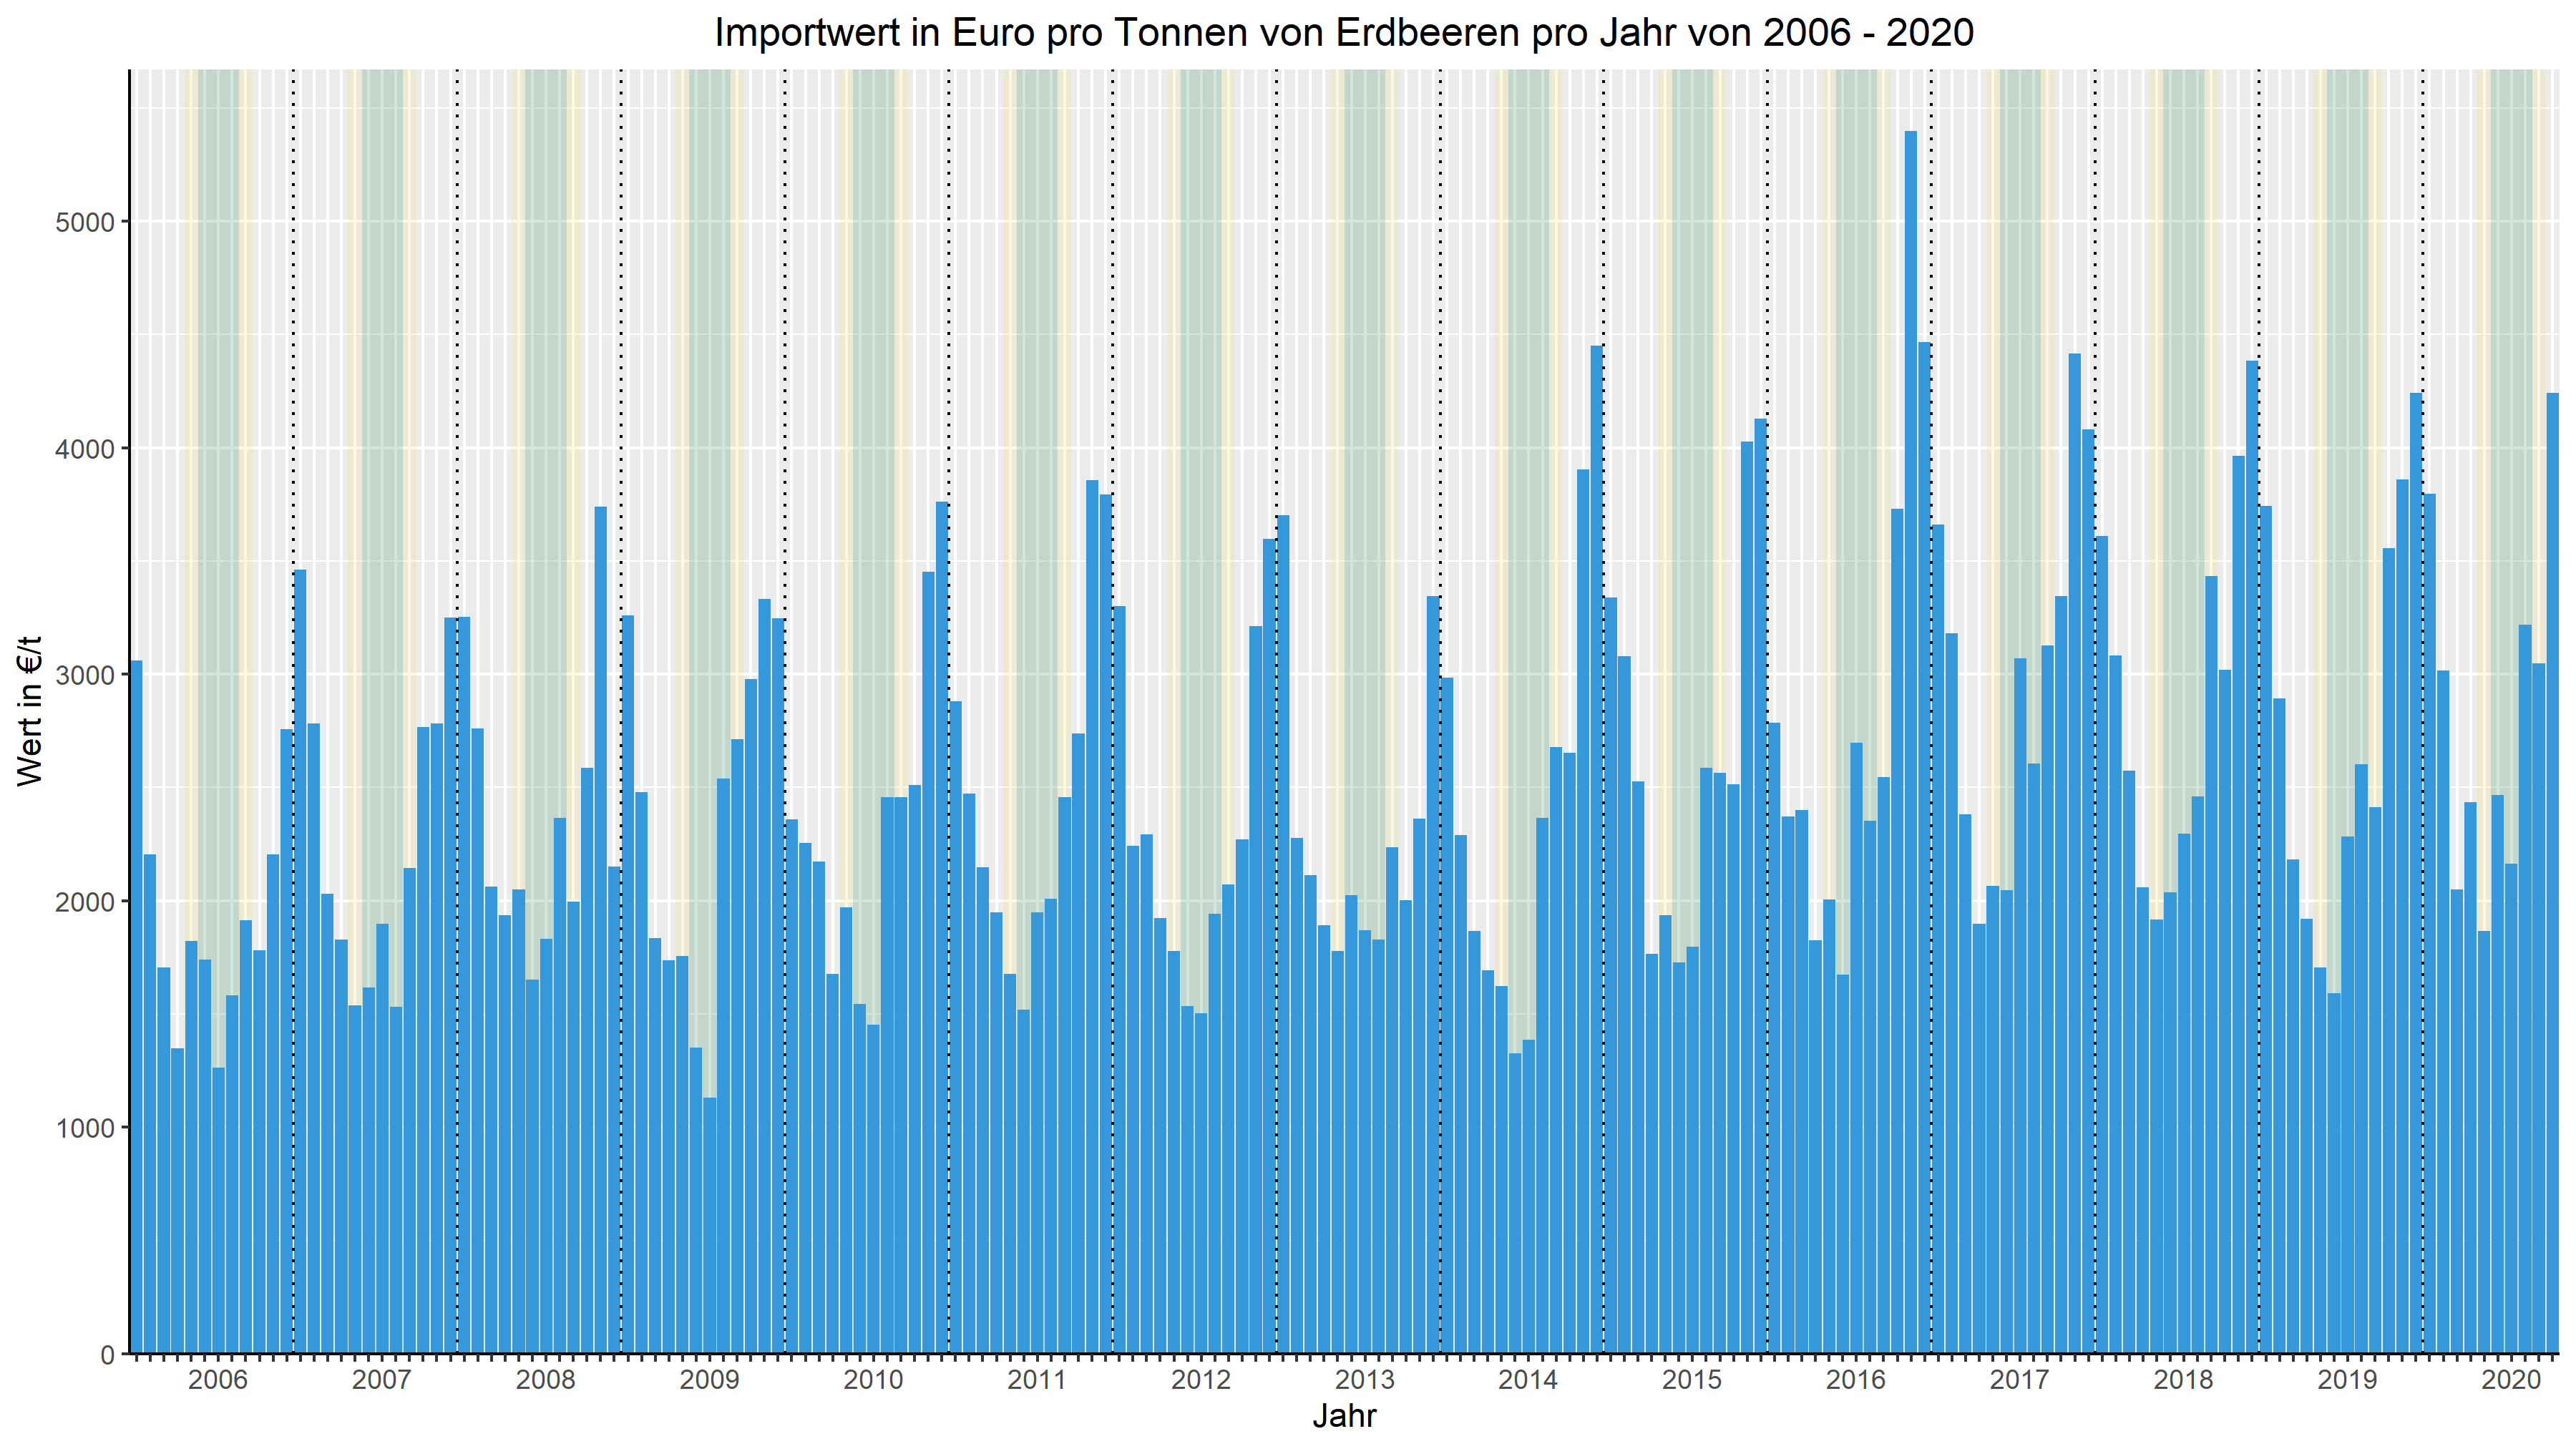 Importwert in Euro pro Tonnen von Erdbeeren pro Jahr von 2006 - 2020
Wert in €/t
5000
4000
3000
2000
1000
0
2006 2007 2008 2009 2010 2011 2012 2013 2014 2015 2016 2017 2018 2019 2020
Jahr